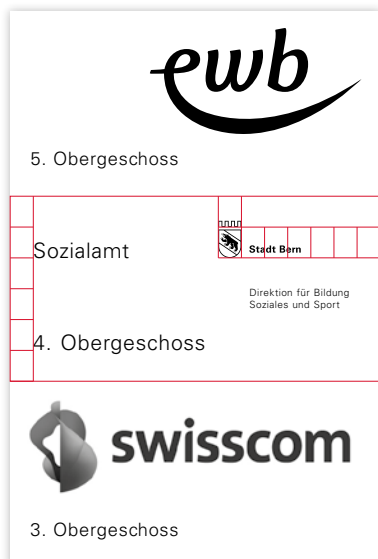 ewb
5. Obergeschoss
Sozialamt
Stadt Bern
Direktion für Bildung
Soziales und Sport
4. Obergeschoss
swisscom
3. Obergeschoss